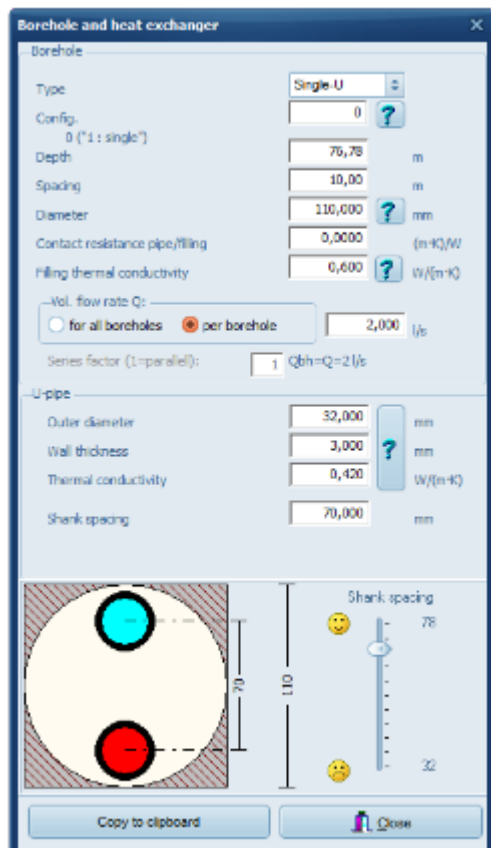 Borehole and heat exchanger
Borehole
Type Single-U
Config. 0 ?
0 ("1 : single")
Depth 76,78 m
Spacing 10,00 m
Diameter 110,000 ? mm
Contact resistance pipe/filling 0,0000 (m·K)/W
Filling thermal conductivity 0,600 ? W/(m·K)
Vol. flow rate Q:
for all boreholes per borehole 2,000 l/s
Series factor (1=parallel): 1 Qbh=Q=2 l/s
U-pipe
Outer diameter 32,000 mm
Wall thickness 3,000 ? mm
Thermal conductivity 0,420 W/(m·K)
Shank spacing 70,000 mm
Shank spacing
78
70
110
32
Copy to clipboard Close